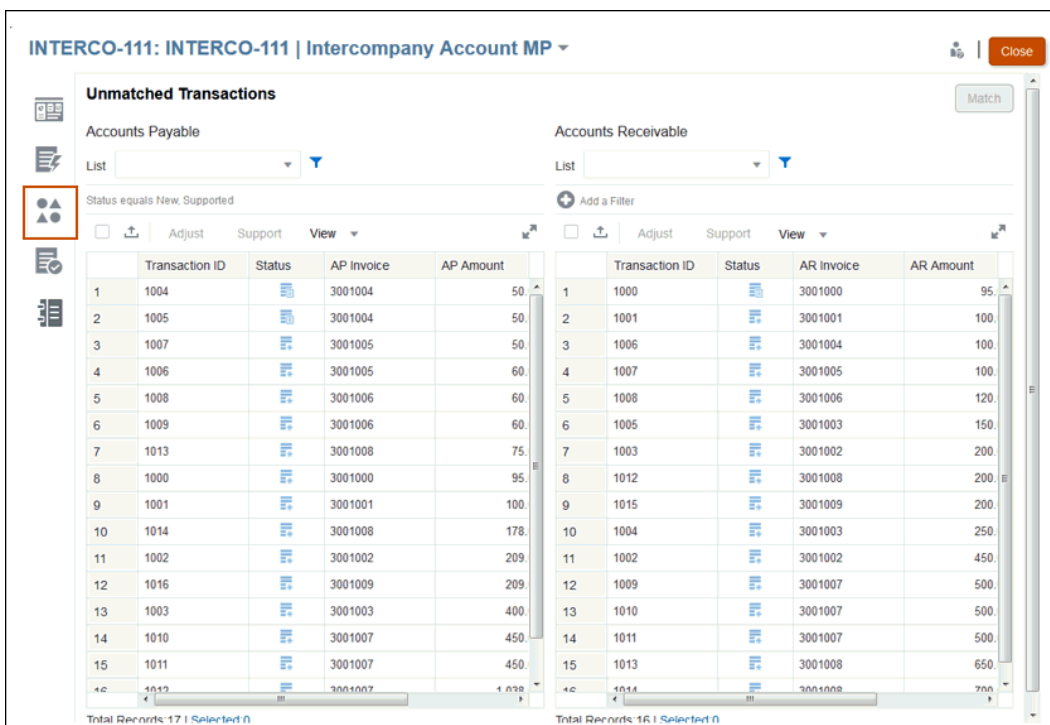 INTERCO-111: INTERCO-111 | Intercompany Account MP
Close
Unmatched Transactions
Match
Accounts Payable
List
Status equals New, Supported
Adjust Support View
Transaction ID Status AP Invoice AP Amount
1 1004 3001004 50.
2 1005 3001004 50.
3 1007 3001005 50.
4 1006 3001005 60.
5 1008 3001006 60.
6 1009 3001006 60.
7 1013 3001008 75.
8 1000 3001000 95.
9 1001 3001001 100.
10 1014 3001008 178.
11 1002 3001002 209.
12 1016 3001009 209.
13 1003 3001003 400.
14 1010 3001007 450.
15 1011 3001007 450.
16 1012 3001007 1,038
Total Records:17 | Selected:0
Accounts Receivable
List
Add a Filter
Adjust Support View
Transaction ID Status AR Invoice AR Amount
1 1000 3001000 95.
2 1001 3001001 100.
3 1006 3001004 100.
4 1007 3001005 100.
5 1008 3001006 120.
6 1005 3001003 150.
7 1003 3001002 200.
8 1012 3001008 200.
9 1015 3001009 200.
10 1004 3001003 250.
11 1002 3001002 450.
12 1009 3001007 500.
13 1010 3001007 500.
14 1011 3001007 500.
15 1013 3001008 650.
16 1014 3001008 700.
Total Records:16 | Selected:0